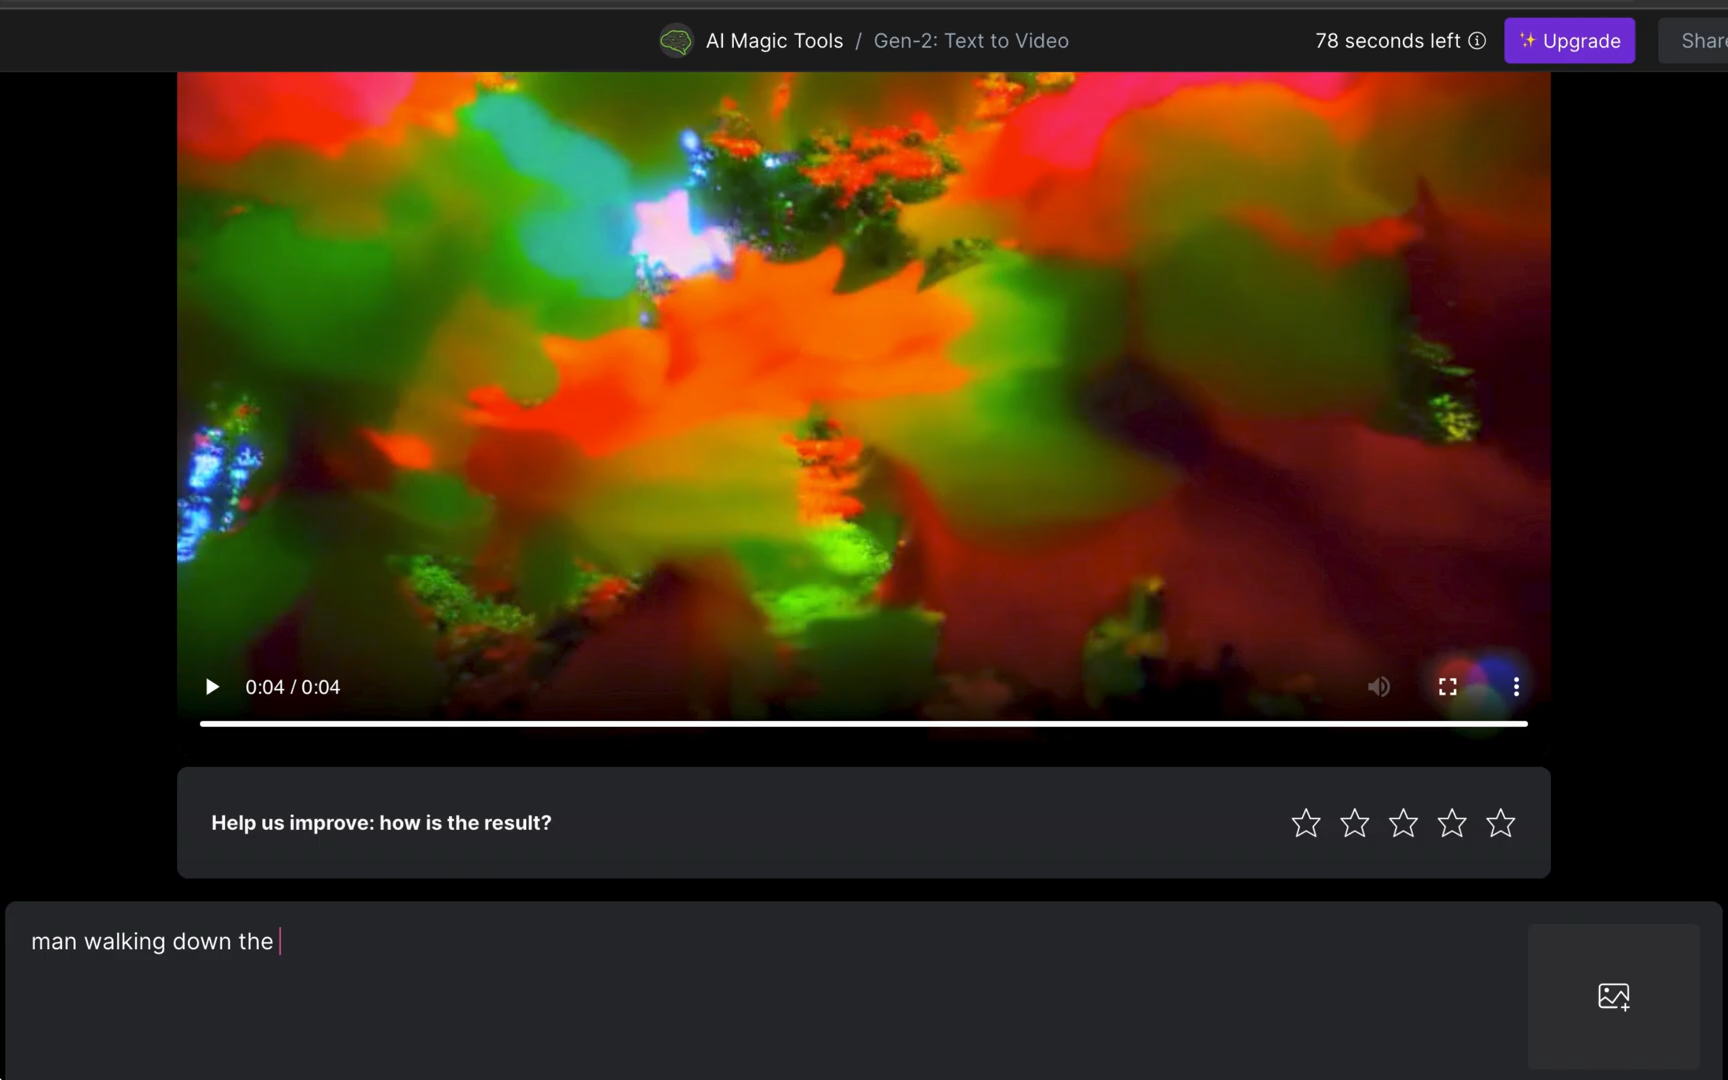 AI Magic Tools / Gen-2: Text to Video
78 seconds left
Upgrade
Share
0:04 / 0:04
Help us improve: how is the result?
man walking down the